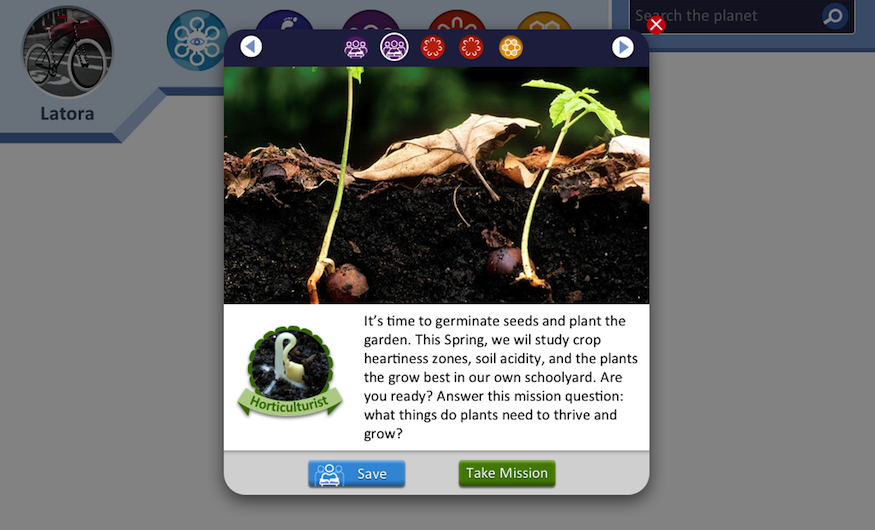 Search the planet
Latora
It's time to germinate seeds and plant the
garden. This Spring, we wil study crop
heartiness zones, soil acidity, and the plants
the grow best in our own schoolyard. Are
you ready? Answer this mission question:
what things do plants need to thrive and
grow?
Horticulturist
Save
Take Mission